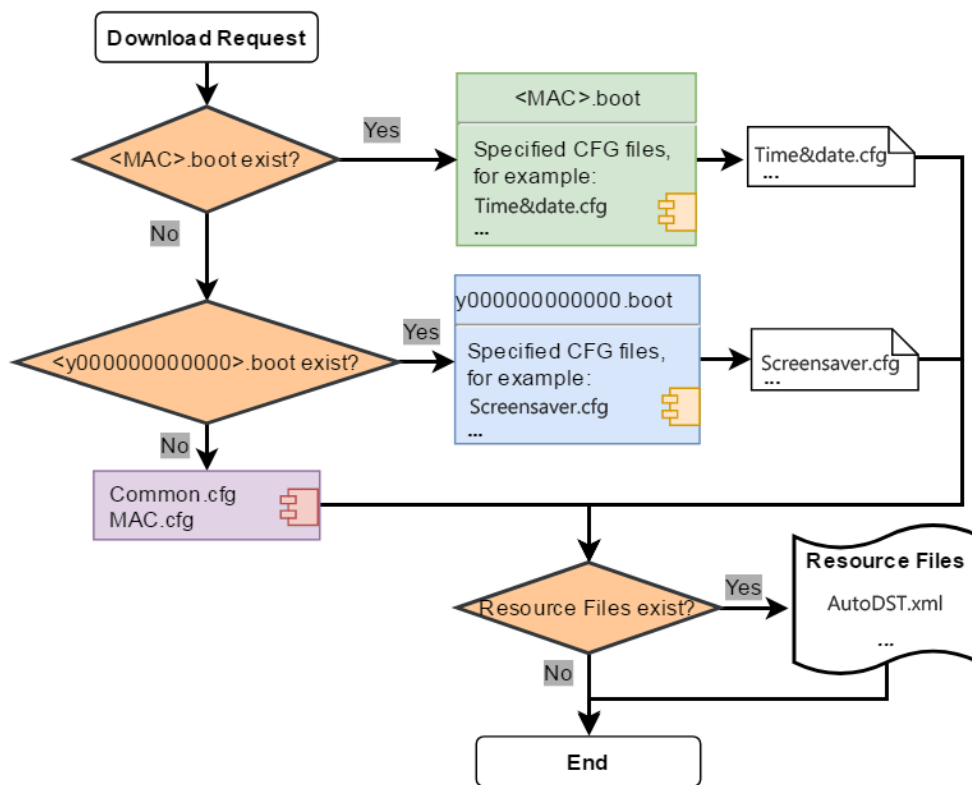 Download Request
<MAC>.boot exist?
Yes
<MAC>.boot
Specified CFG files,
for example:
Time&date.cfg
...
Time&date.cfg
...
No
<y000000000000>.boot exist?
Yes
y000000000000.boot
Specified CFG files,
for example:
Screensaver.cfg
...
Screensaver.cfg
...
No
Common.cfg
MAC.cfg
Resource Files exist?
Yes
Resource Files
AutoDST.xml
...
No
End